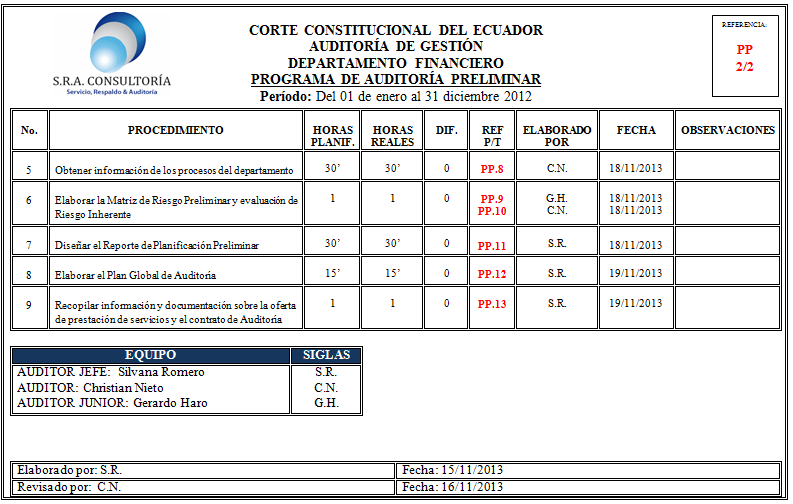 CORTE CONSTITUCIONAL DEL ECUADOR
AUDITORÍA DE GESTIÓN
DEPARTAMENTO FINANCIERO
PROGRAMA DE AUDITORÍA PRELIMINAR
Período: Del 01 de enero al 31 diciembre 2012
S.R.A. CONSULTORÍA
Servicio, Respaldo & Auditoría
REFERENCIA:
PP
2/2
No. PROCEDIMIENTO HORAS PLANIF. HORAS REALES DIF. REF P/T ELABORADO POR FECHA OBSERVACIONES
5 Obtener información de los procesos del departamento 30’ 30’ 0 PP.8 C.N. 18/11/2013
6 Elaborar la Matriz de Riesgo Preliminar y evaluación de 1 1 0 PP.9 G.H. 18/11/2013
Riesgo Inherente PP.10 C.N. 18/11/2013
7 Diseñar el Reporte de Planificación Preliminar 30’ 30’ 0 PP.11 S.R. 18/11/2013
8 Elaborar el Plan Global de Auditoría 15’ 15’ 0 PP.12 S.R. 19/11/2013
9 Recopilar información y documentación sobre la oferta 1 1 0 PP.13 S.R. 19/11/2013
de prestación de servicios y el contrato de Auditoría
EQUIPO SIGLAS
AUDITOR JEFE: Silvana Romero S.R.
AUDITOR: Christian Nieto C.N.
AUDITOR JUNIOR: Gerardo Haro G.H.
Elaborado por: S.R. Fecha: 15/11/2013
Revisado por: C.N. Fecha: 16/11/2013